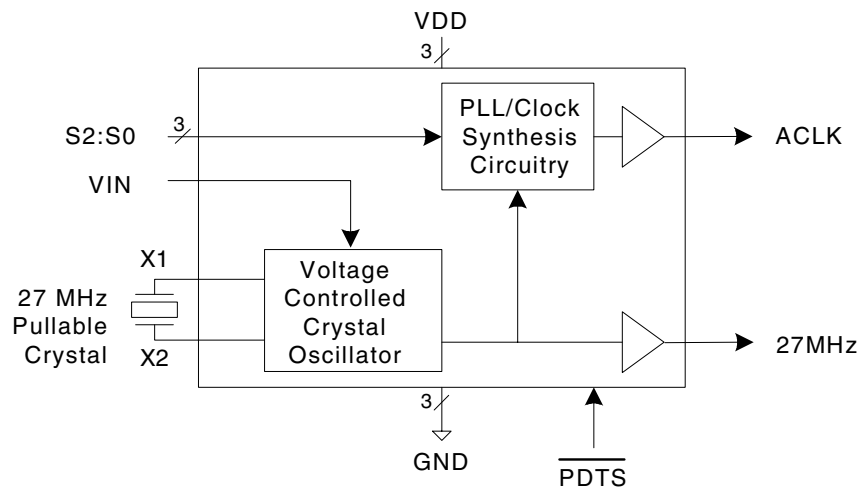 VDD
3
PLL/Clock
Synthesis
Circuitry
S2:S0
3
ACLK
VIN
X1
27 MHz
Pullable
Crystal
X2
Voltage
Controlled
Crystal
Oscillator
27MHz
3
GND
PDTS